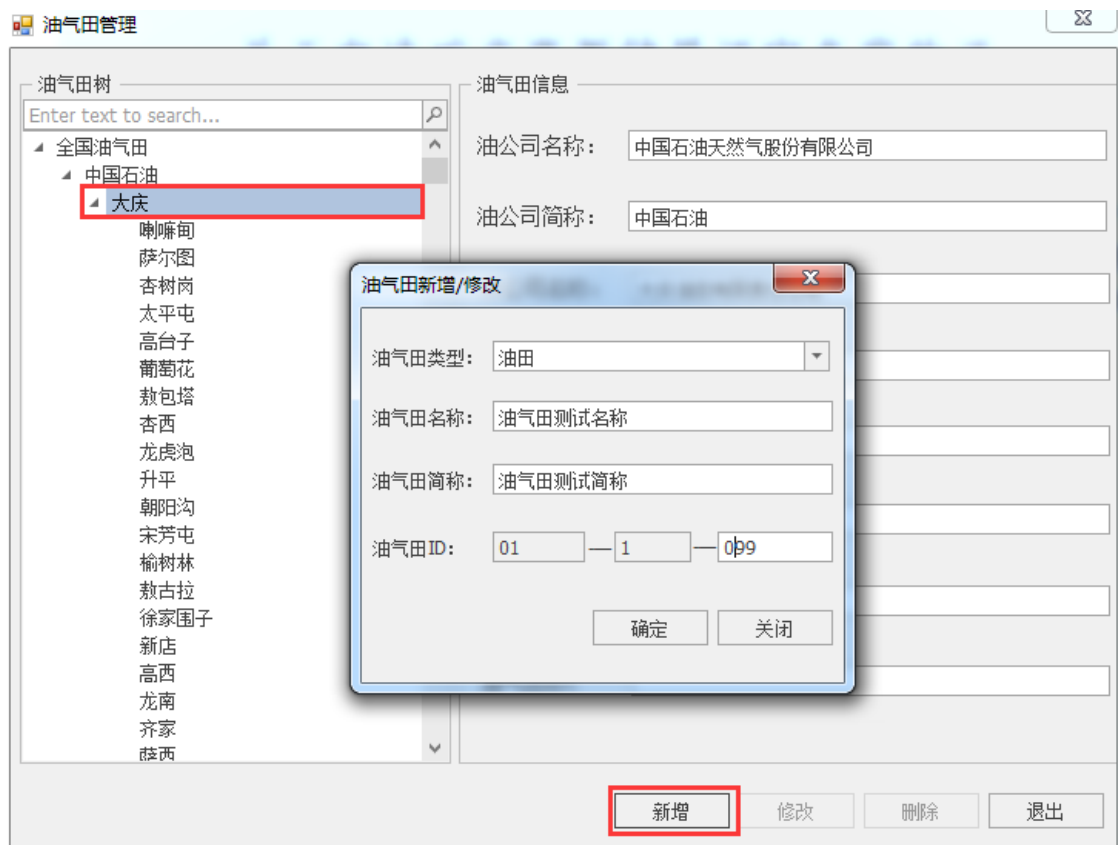 油气田管理
油气田树
Enter text to search...
全国油气田
中国石油
大庆
喇嘛甸
萨尔图
杏树岗
太平屯
高台子
葡萄花
敖包塔
杏西
龙虎泡
升平
朝阳沟
宋芳屯
榆树林
敖古拉
徐家围子
新店
高西
龙南
齐家
萨西
油气田信息
油公司名称： 中国石油天然气股份有限公司
油公司简称： 中国石油
油气田新增/修改
油气田类型： 油田
油气田名称： 油气田测试名称
油气田简称： 油气田测试简称
油气田ID： 01 — 1 — 099
确定 关闭
新增 修改 删除 退出